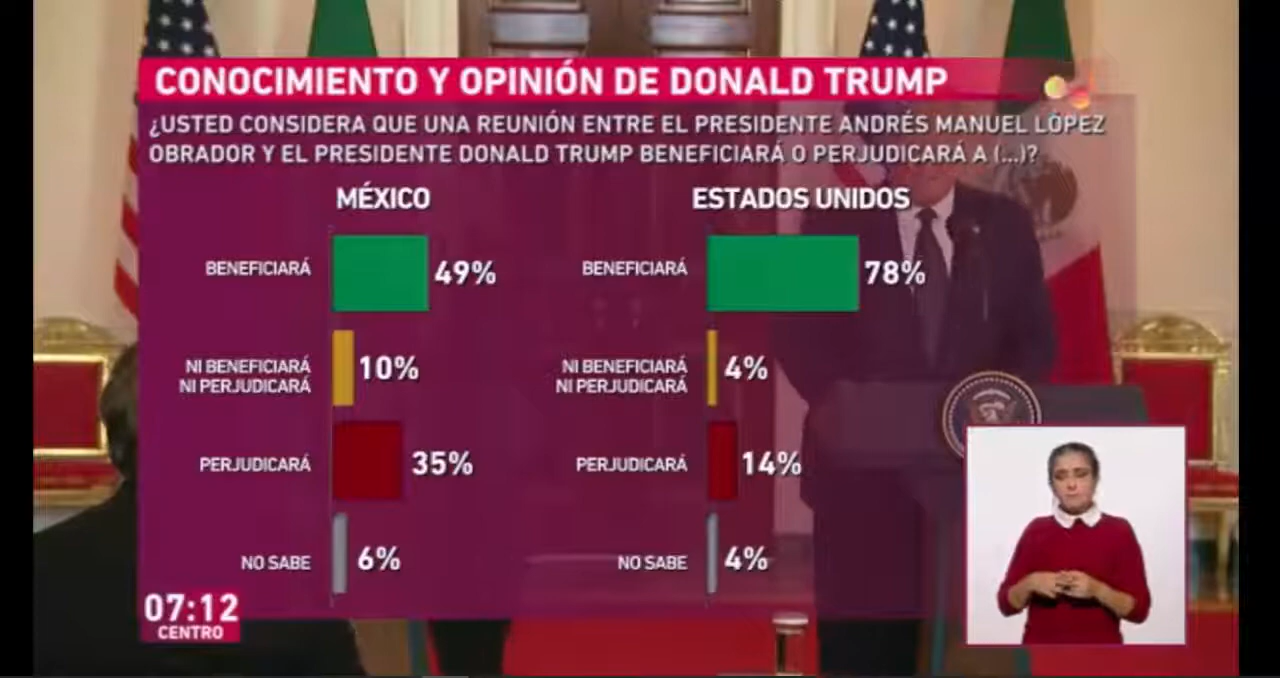 CONOCIMIENTO Y OPINIÓN DE DONALD TRUMP
¿USTED CONSIDERA QUE UNA REUNIÓN ENTRE EL PRESIDENTE ANDRÉS MANUEL LÓPEZ
OBRADOR Y EL PRESIDENTE DONALD TRUMP BENEFICIARÁ O PERJUDICARÁ A (...)?
MÉXICO
BENEFICIARÁ 49%
NI BENEFICIARÁ
NI PERJUDICARÁ 10%
PERJUDICARÁ 35%
NO SABE 6%
ESTADOS UNIDOS
BENEFICIARÁ 78%
NI BENEFICIARÁ
NI PERJUDICARÁ 4%
PERJUDICARÁ 14%
NO SABE 4%
07:12
CENTRO